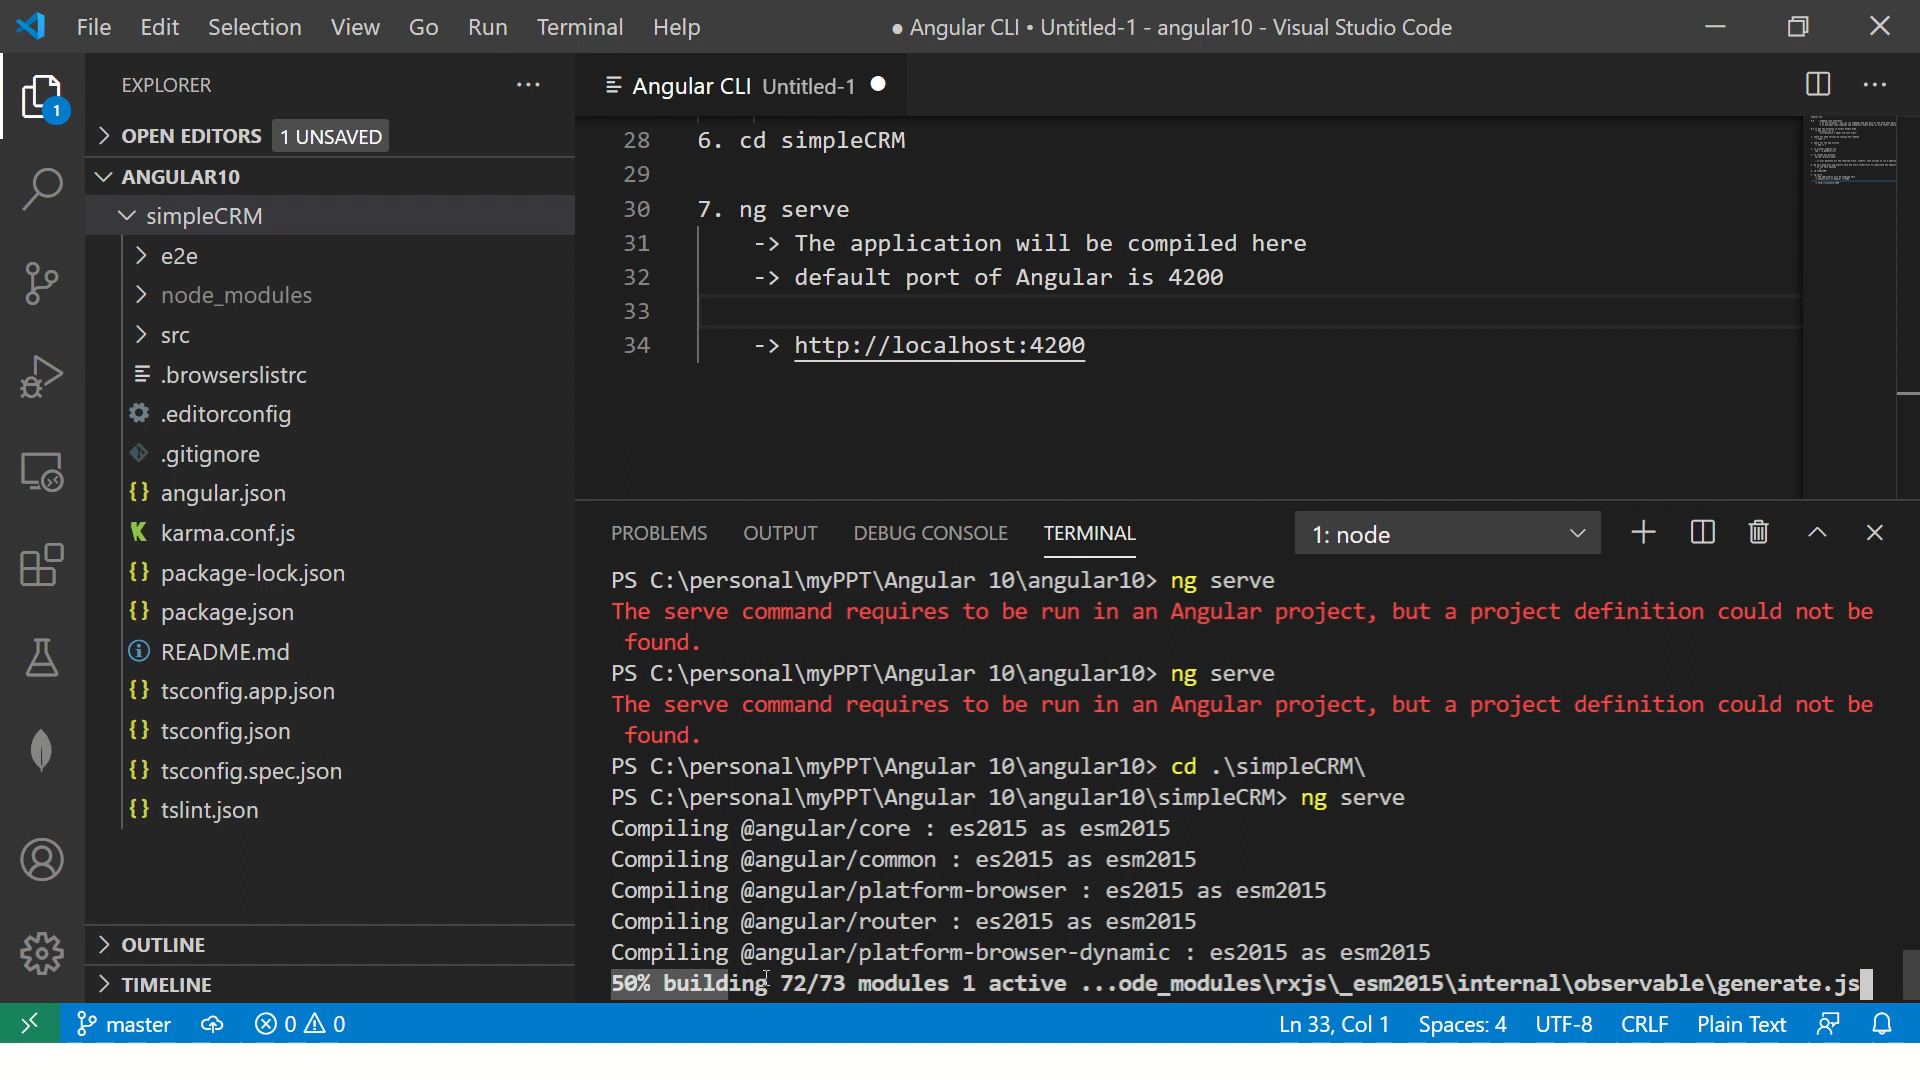 File Edit Selection View Go Run Terminal Help ● Angular CLI • Untitled-1 - angular10 - Visual Studio Code
EXPLORER
1
OPEN EDITORS 1 UNSAVED
ANGULAR10
simpleCRM
e2e
node_modules
src
.browserslistrc
.editorconfig
.gitignore
{} angular.json
K karma.conf.js
{} package-lock.json
{} package.json
README.md
{} tsconfig.app.json
{} tsconfig.json
{} tsconfig.spec.json
{} tslint.json
OUTLINE
TIMELINE
Angular CLI Untitled-1
28 6. cd simpleCRM
29
30 7. ng serve
31 -> The application will be compiled here
32 -> default port of Angular is 4200
33
34 -> http://localhost:4200
PROBLEMS OUTPUT DEBUG CONSOLE TERMINAL 1: node
PS C:\personal\myPPT\Angular 10\angular10> ng serve
The serve command requires to be run in an Angular project, but a project definition could not be
found.
PS C:\personal\myPPT\Angular 10\angular10> ng serve
The serve command requires to be run in an Angular project, but a project definition could not be
found.
PS C:\personal\myPPT\Angular 10\angular10> cd .\simpleCRM\
PS C:\personal\myPPT\Angular 10\angular10\simpleCRM> ng serve
Compiling @angular/core : es2015 as esm2015
Compiling @angular/common : es2015 as esm2015
Compiling @angular/platform-browser : es2015 as esm2015
Compiling @angular/router : es2015 as esm2015
Compiling @angular/platform-browser-dynamic : es2015 as esm2015
50% building 72/73 modules 1 active ...ode_modules\rxjs\_esm2015\internal\observable\generate.js
master 0 0 Ln 33, Col 1 Spaces: 4 UTF-8 CRLF Plain Text